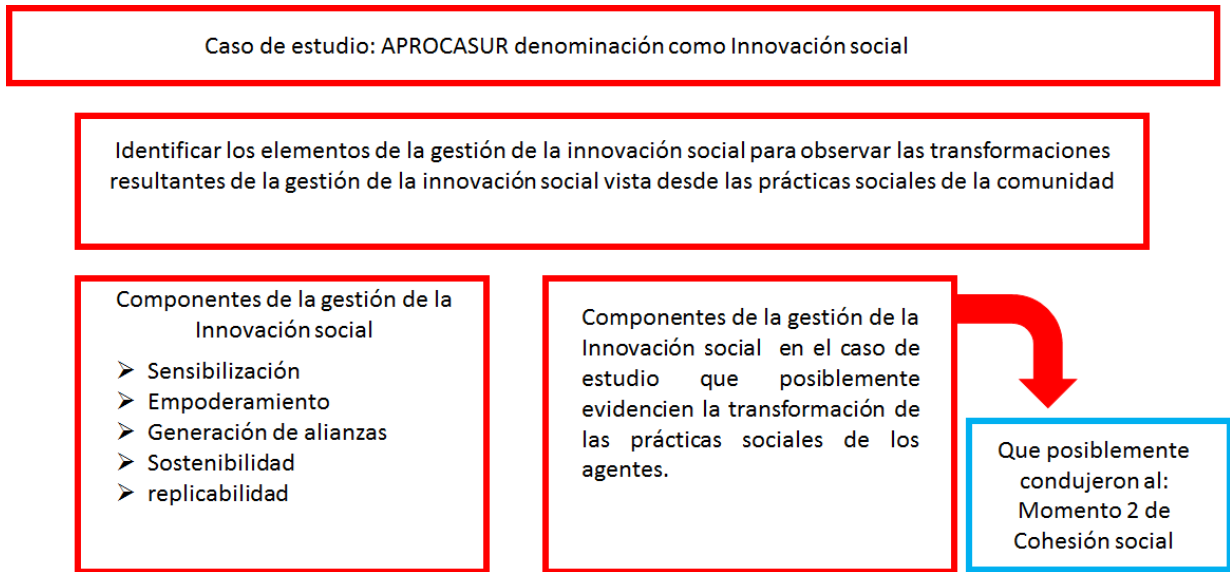 Caso de estudio: APROCASUR denominación como Innovación social
Identificar los elementos de la gestión de la innovación social para observar las transformaciones
resultantes de la gestión de la innovación social vista desde las prácticas sociales de la comunidad
Componentes de la gestión de la
Innovación social
➢ Sensibilización
➢ Empoderamiento
➢ Generación de alianzas
➢ Sostenibilidad
➢ replicabilidad
Componentes de la gestión de la
Innovación social en el caso de
estudio que posiblemente
evidencien la transformación de
las prácticas sociales de los
agentes.
Que posiblemente
condujeron al:
Momento 2 de
Cohesión social